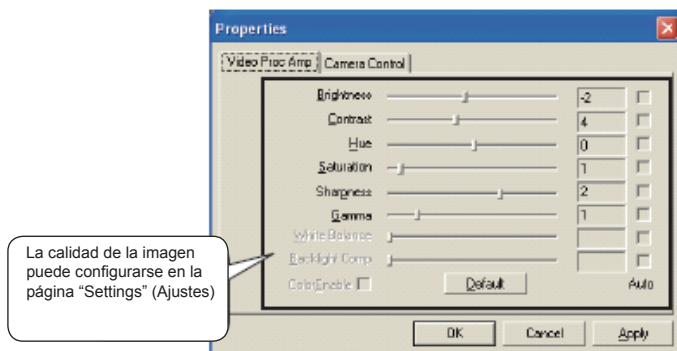 Properties
Video Proc Amp Camera Control
Brightness -2
Contrast 4
Hue 0
Saturation 1
Sharpness 2
Gamma 1
White Balance
Backlight Comp
ColorEnable Default Auto
OK Cancel Apply
La calidad de la imagen
puede configurarse en la
página “Settings” (Ajustes)